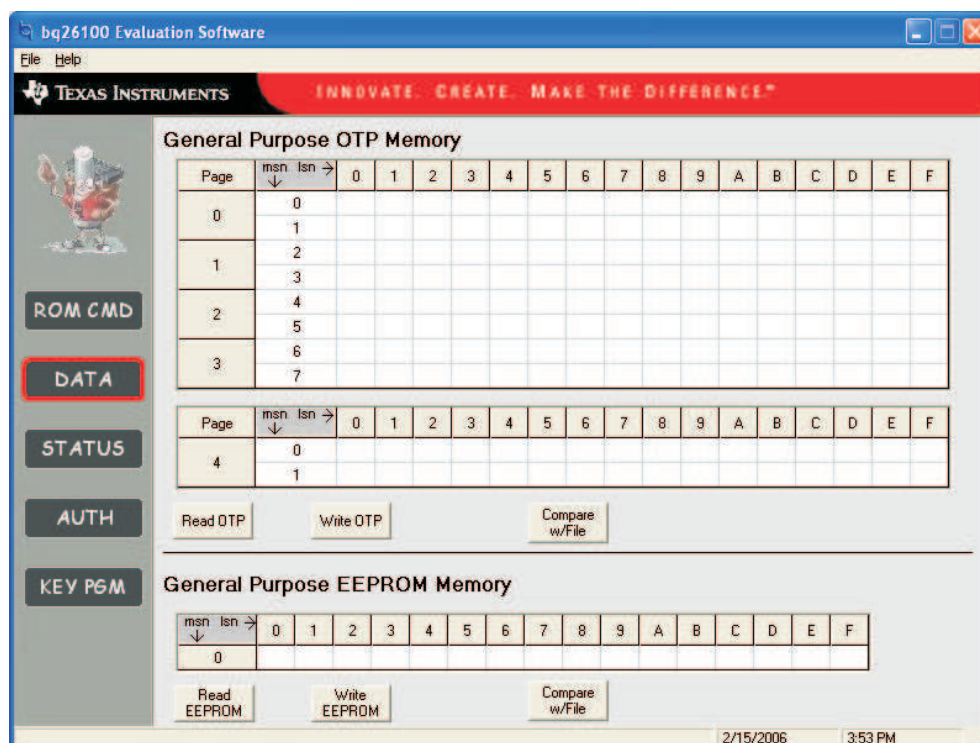 bq26100 Evaluation Software
File Help
TEXAS INSTRUMENTS INNOVATE. CREATE. MAKE THE DIFFERENCE.™
ROM CMD
DATA
STATUS
AUTH
KEY PGM
General Purpose OTP Memory
Page msn ↓ lsn → 0 1 2 3 4 5 6 7 8 9 A B C D E F
0 0
1
1 2
3
2 4
5
3 6
7
Page msn ↓ lsn → 0 1 2 3 4 5 6 7 8 9 A B C D E F
4 0
1
Read OTP Write OTP Compare w/File
General Purpose EEPROM Memory
msn ↓ lsn → 0 1 2 3 4 5 6 7 8 9 A B C D E F
0
Read EEPROM Write EEPROM Compare w/File
2/15/2006 3:53 PM